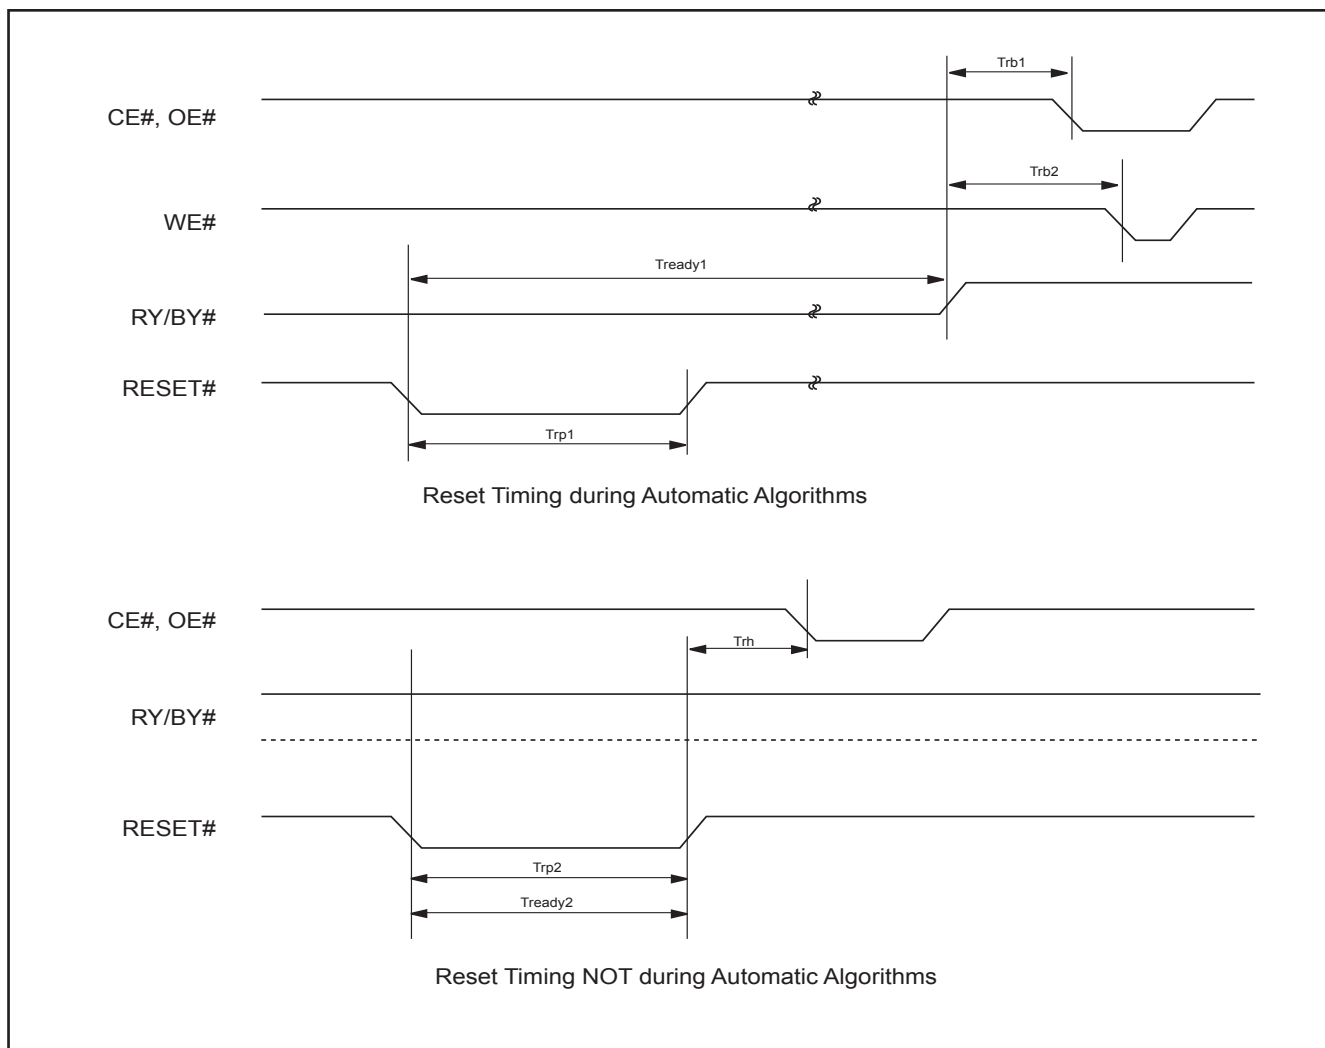 Trb1
CE#, OE#
Trb2
WE#
Tready1
RY/BY#
RESET#
Trp1
Reset Timing during Automatic Algorithms
CE#, OE#
Trh
RY/BY#
RESET#
Trp2
Tready2
Reset Timing NOT during Automatic Algorithms